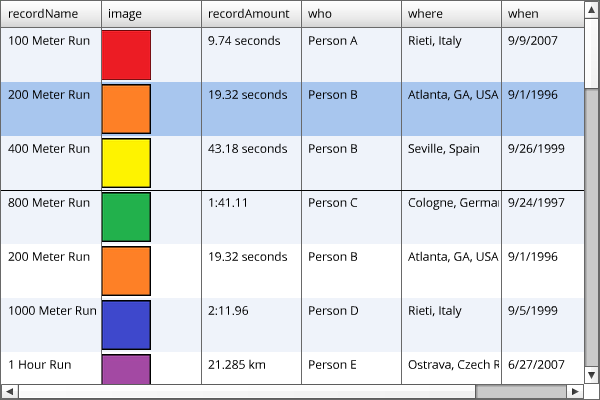 recordName image recordAmount who where when
100 Meter Run 9.74 seconds Person A Rieti, Italy 9/9/2007
200 Meter Run 19.32 seconds Person B Atlanta, GA, USA 9/1/1996
400 Meter Run 43.18 seconds Person B Seville, Spain 9/26/1999
800 Meter Run 1:41.11 Person C Cologne, Germa 9/24/1997
200 Meter Run 19.32 seconds Person B Atlanta, GA, USA 9/1/1996
1000 Meter Run 2:11.96 Person D Rieti, Italy 9/5/1999
1 Hour Run 21.285 km Person E Ostrava, Czech R 6/27/2007